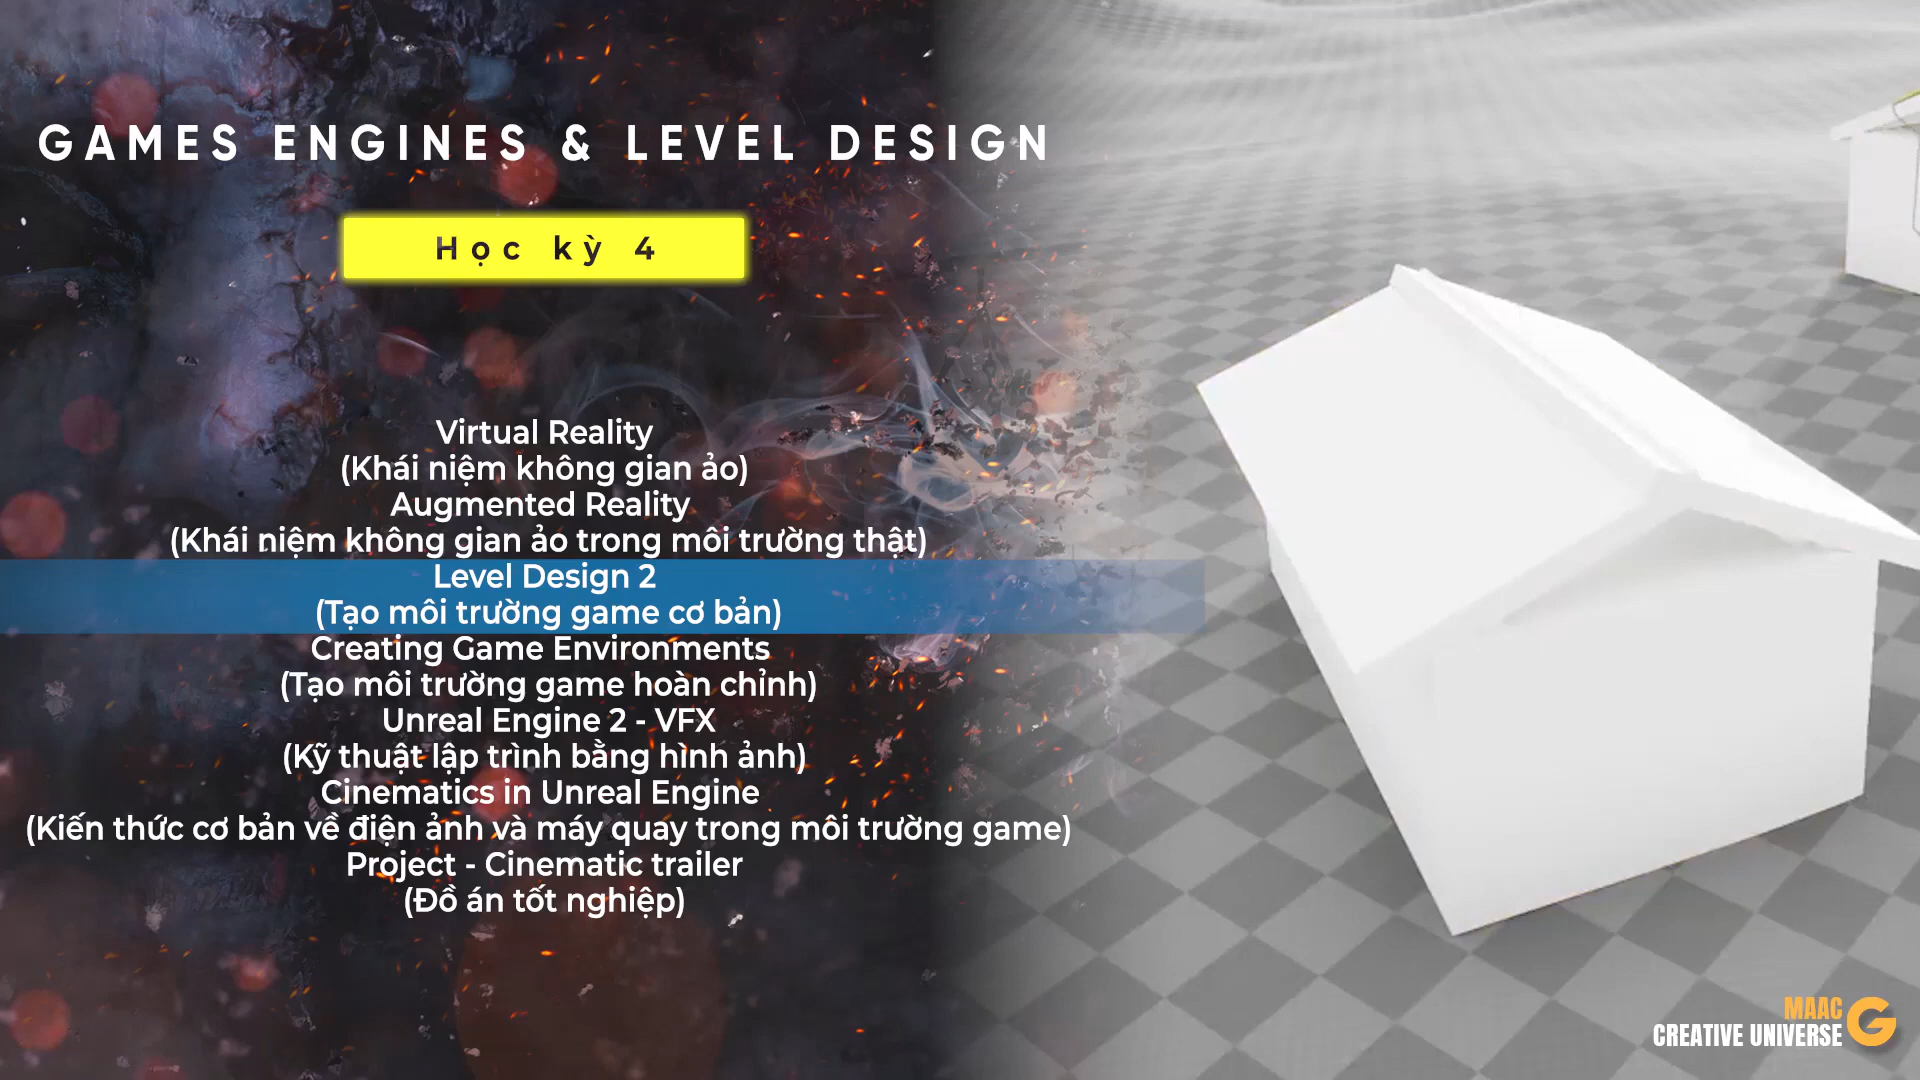 GAMES ENGINES & LEVEL DESIGN
Học kỳ 4
Virtual Reality
(Khái niệm không gian ảo)
Augmented Reality
(Khái niệm không gian ảo trong môi trường thật)
Level Design 2
(Tạo môi trường game cơ bản)
Creating Game Environments
(Tạo môi trường game hoàn chỉnh)
Unreal Engine 2 - VFX
(Kỹ thuật lập trình bằng hình ảnh)
Cinematics in Unreal Engine
(Kiến thức cơ bản về điện ảnh và máy quay trong môi trường game)
Project - Cinematic trailer
(Đồ án tốt nghiệp)
MAAC
CREATIVE UNIVERSE